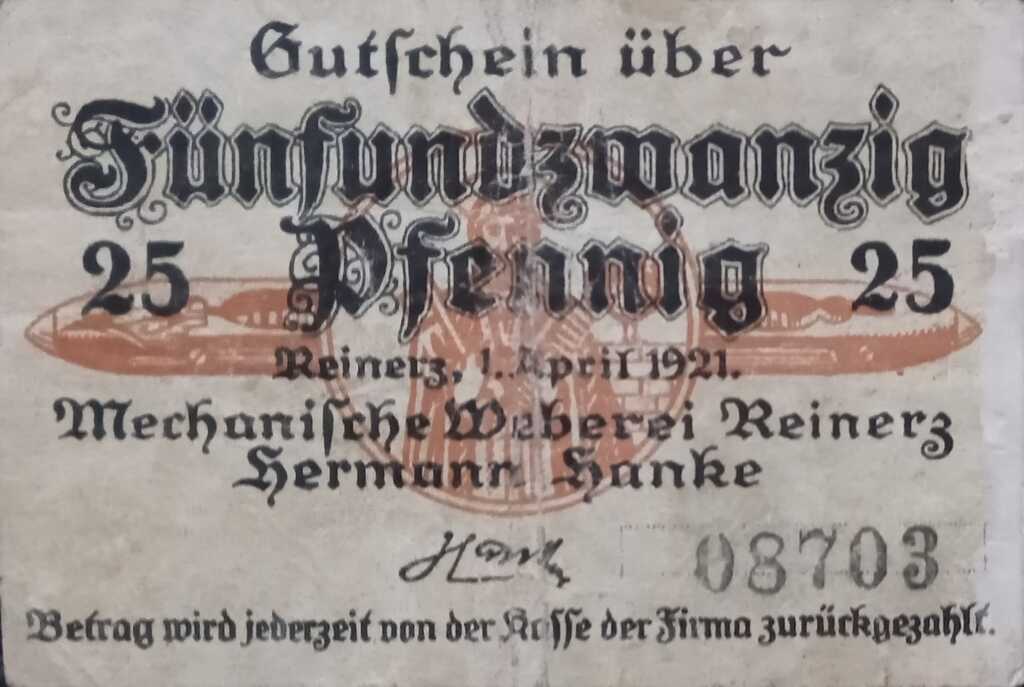 Gutschein über
Fünfundzwanzig
25 Pfennig 25
Reinerz, 1. April 1921.
Mechanische Weberei Reinerz
Hermann Hanke
Hanke
08703
Betrag wird jederzeit von der Kasse der Firma zurückgezahlt.